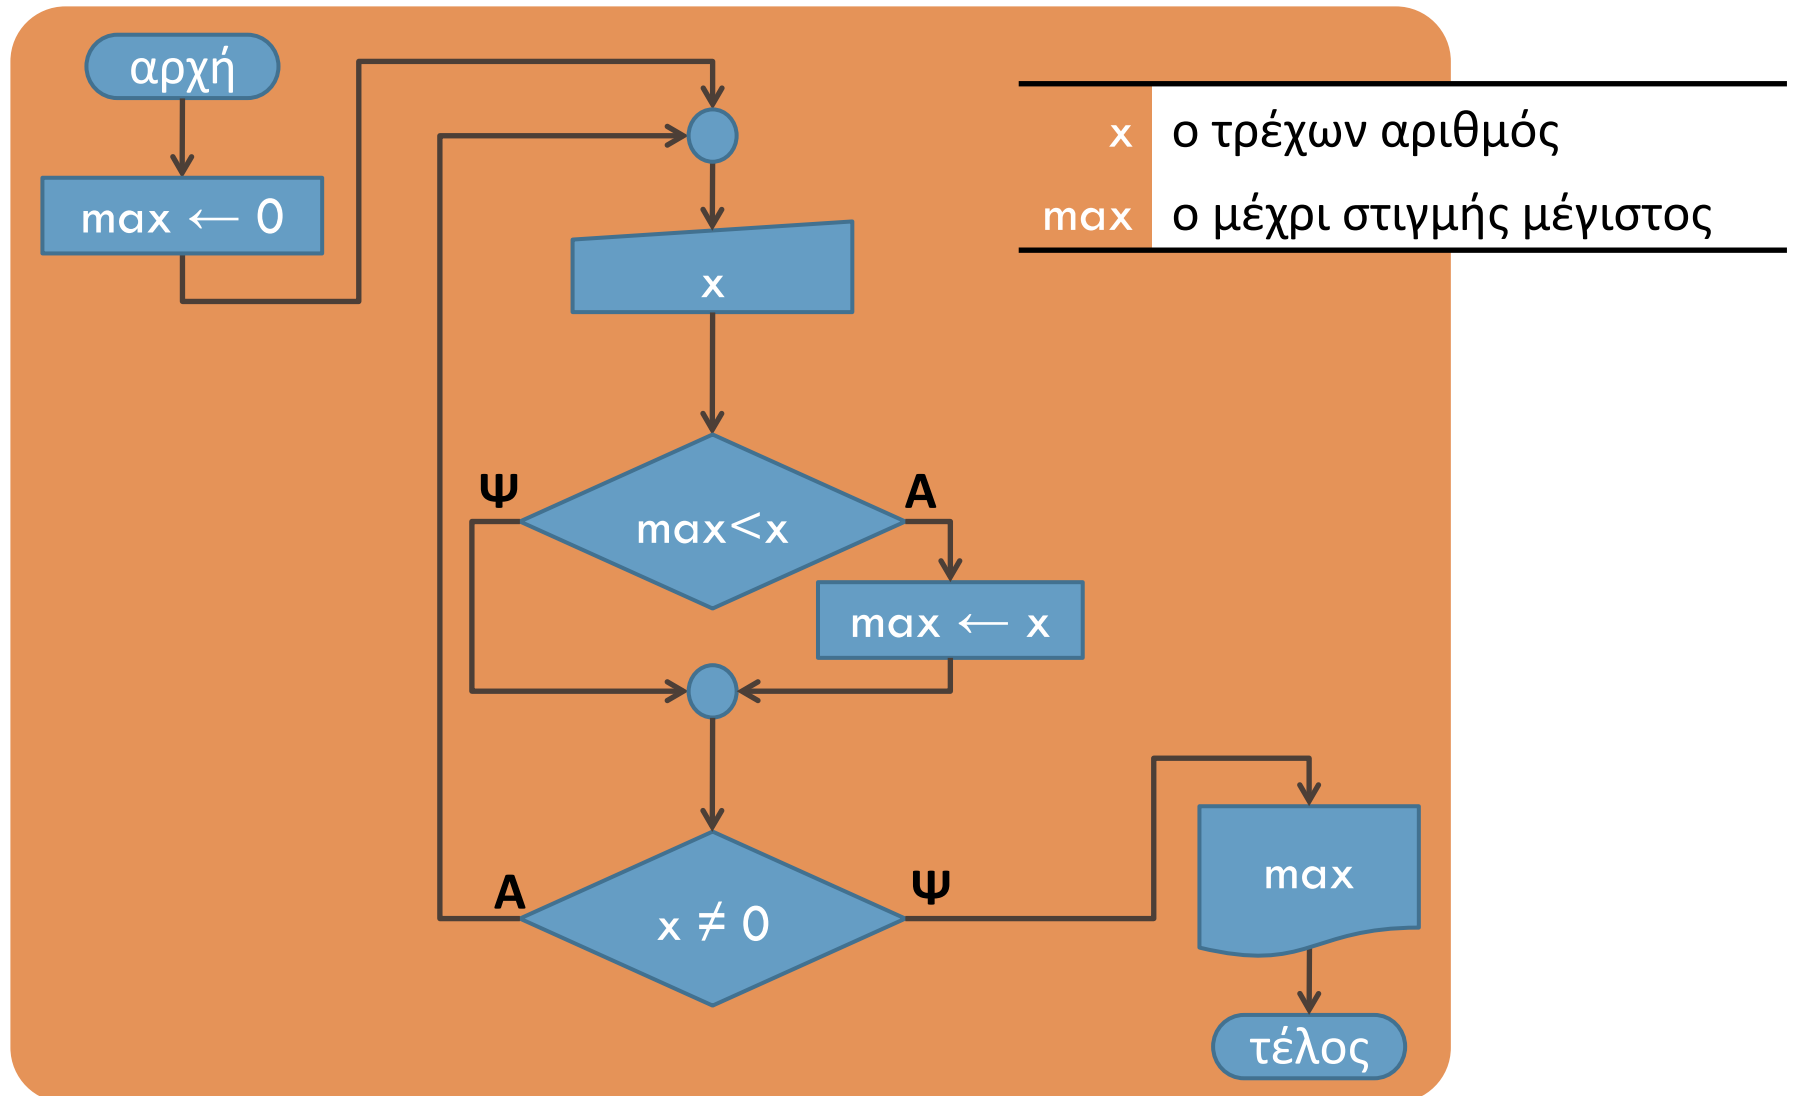 αρχή
max ← 0
x
max<x
Ψ
Α
max ← x
x ≠ 0
Α
Ψ
max
τέλος
x ο τρέχων αριθμός
max ο μέχρι στιγμής μέγιστος